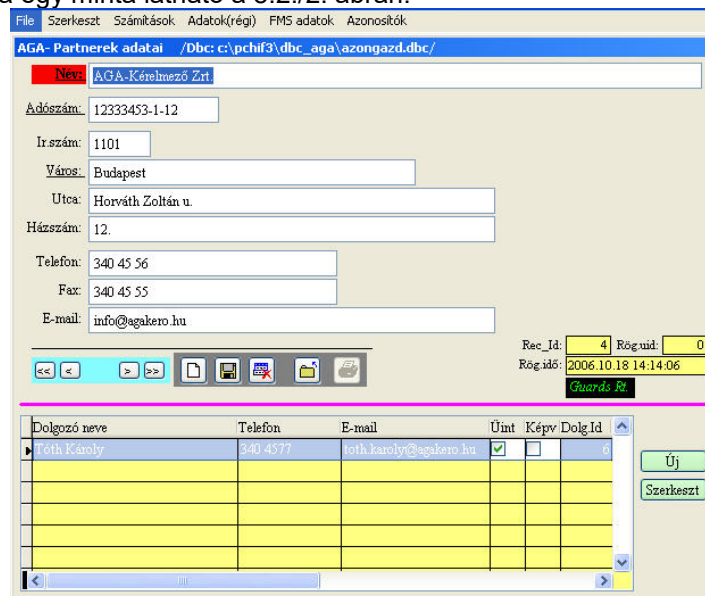 a egy minta látható a 3.2./2. ábrán.
File Szerkeszt Számítások Adatok(régi) FMS adatok Azonosítók
AGA- Partnerek adatai /Dbc: c:\pchif3\dbc_aga\azongazd.dbc/
Név: AGA-Kérelmező Zrt.
Adószám: 12333453-1-12
Ir.szám: 1101
Város: Budapest
Utca: Horváth Zoltán u.
Házszám: 12.
Telefon: 340 45 56
Fax: 340 45 55
E-mail: info@agakero.hu
Rec_Id: 4 Rög.uid: 0
<< < > >> Rög.idő: 2006.10.18 14:14:06
Guards Rt.
Dolgozó neve Telefon E-mail Üint Képv Dolg.Id
Tóth Károly 340 4577 toth.karoly@agakero.hu 6
Új
Szerkeszt